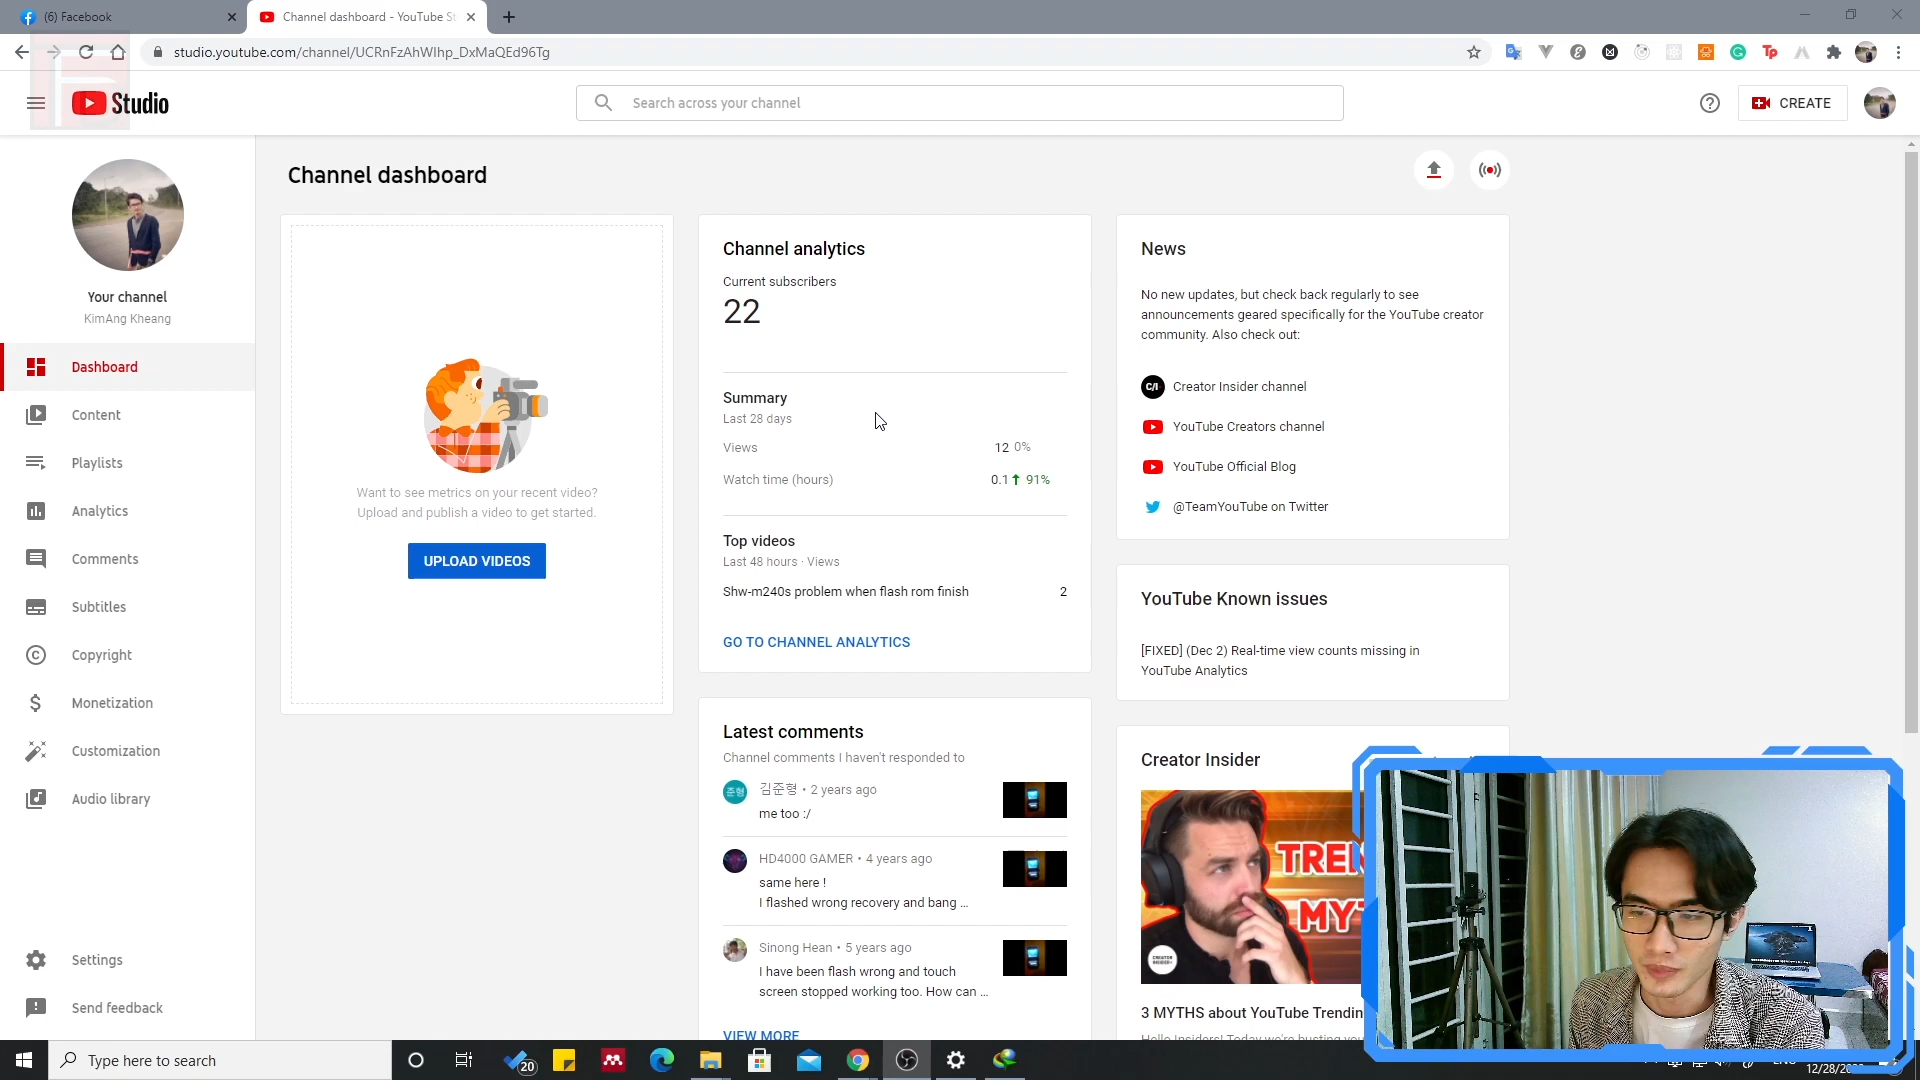 (6) Facebook
Channel dashboard - YouTube St
studio.youtube.com/channel/UCRnFzAhWIhp_DxMaQEd96Tg
Studio
Search across your channel
CREATE
Your channel
KimAng Kheang
Dashboard
Content
Playlists
Analytics
Comments
Subtitles
Copyright
Monetization
Customization
Audio library
Settings
Send feedback
Channel dashboard
Want to see metrics on your recent video?
Upload and publish a video to get started.
UPLOAD VIDEOS
Channel analytics
Current subscribers
22
Summary
Last 28 days
Views 12 0%
Watch time (hours) 0.1 91%
Top videos
Last 48 hours · Views
Shw-m240s problem when flash rom finish 2
GO TO CHANNEL ANALYTICS
Latest comments
Channel comments I haven't responded to
준형
김준형 • 2 years ago
me too :/
HD4000 GAMER • 4 years ago
same here !
I flashed wrong recovery and bang ...
Sinong Hean • 5 years ago
I have been flash wrong and touch
screen stopped working too. How can ...
VIEW MORE
News
No new updates, but check back regularly to see
announcements geared specifically for the YouTube creator
community. Also check out:
C/I Creator Insider channel
YouTube Creators channel
YouTube Official Blog
@TeamYouTube on Twitter
YouTube Known issues
[FIXED] (Dec 2) Real-time view counts missing in
YouTube Analytics
Creator Insider
CREATOR
INSIDER
3 MYTHS about YouTube Trendin
Type here to search
20
12/28/20